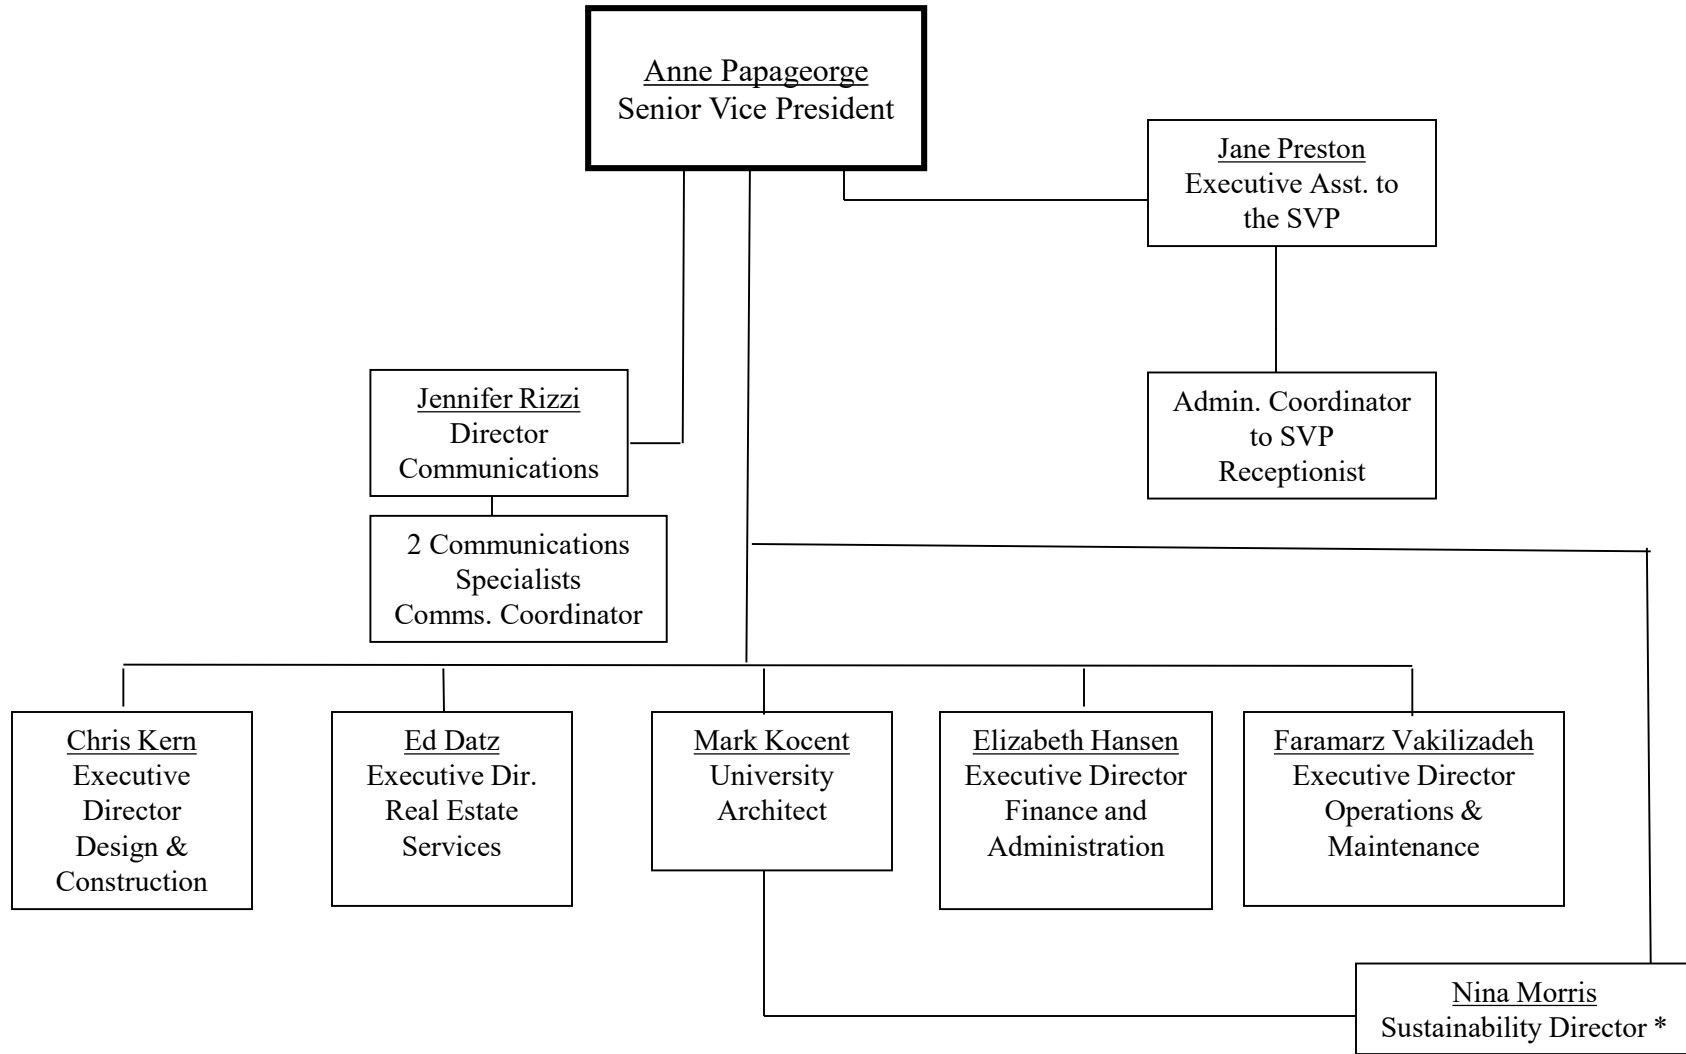 Anne Papageorge
Senior Vice President
Jane Preston
Executive Asst. to
the SVP
Jennifer Rizzi
Director
Communications
Admin. Coordinator
to SVP
Receptionist
2 Communications
Specialists
Comms. Coordinator
Chris Kern
Executive
Director
Design &
Construction
Ed Datz
Executive Dir.
Real Estate
Services
Mark Kocent
University
Architect
Elizabeth Hansen
Executive Director
Finance and
Administration
Faramarz Vakilizadeh
Executive Director
Operations &
Maintenance
Nina Morris
Sustainability Director *